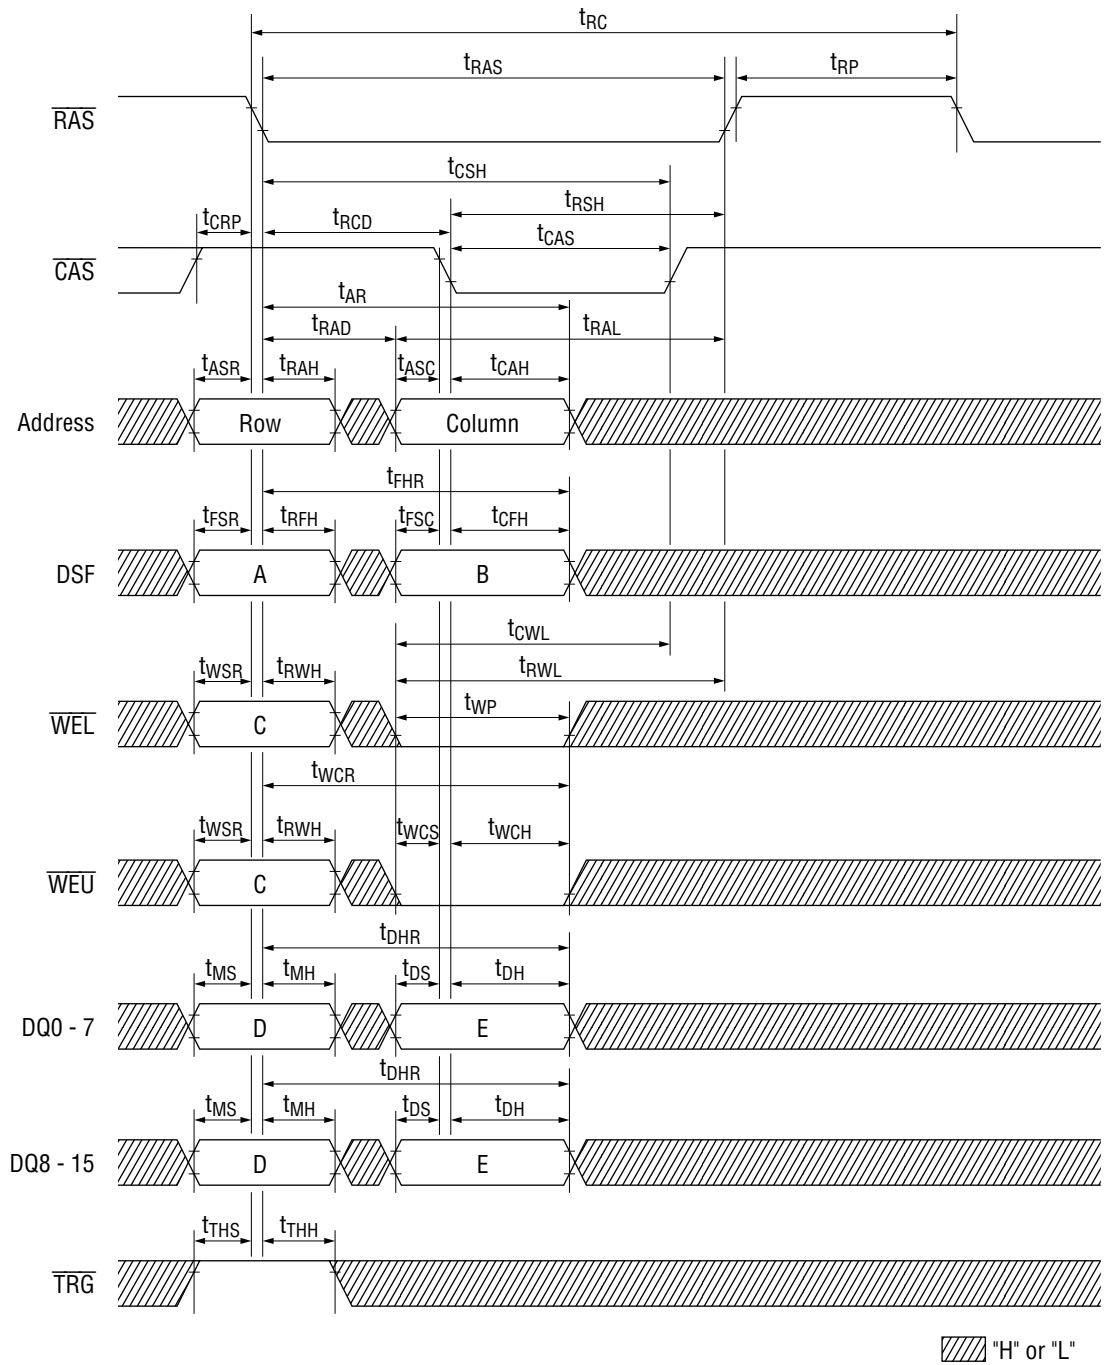 tRC
tRAS tRP
RAS
tCSH
tRSH
tCRP tRCD
tCAS
CAS
tAR
tRAD tRAL
tASR tRAH tASC tCAH
Address Row Column
tFHR
tFSR tRFH tFSC tCFH
DSF A B
tCWL
tWSR tRWH tRWL
tWP
WEL C
tWCR
tWSR tRWH tWCS tWCH
WEU C
tDHR
tMS tMH tDS tDH
DQ0 - 7 D E
tDHR
tMS tMH tDS tDH
DQ8 - 15 D E
tTHS tTHH
TRG
"H" or "L"